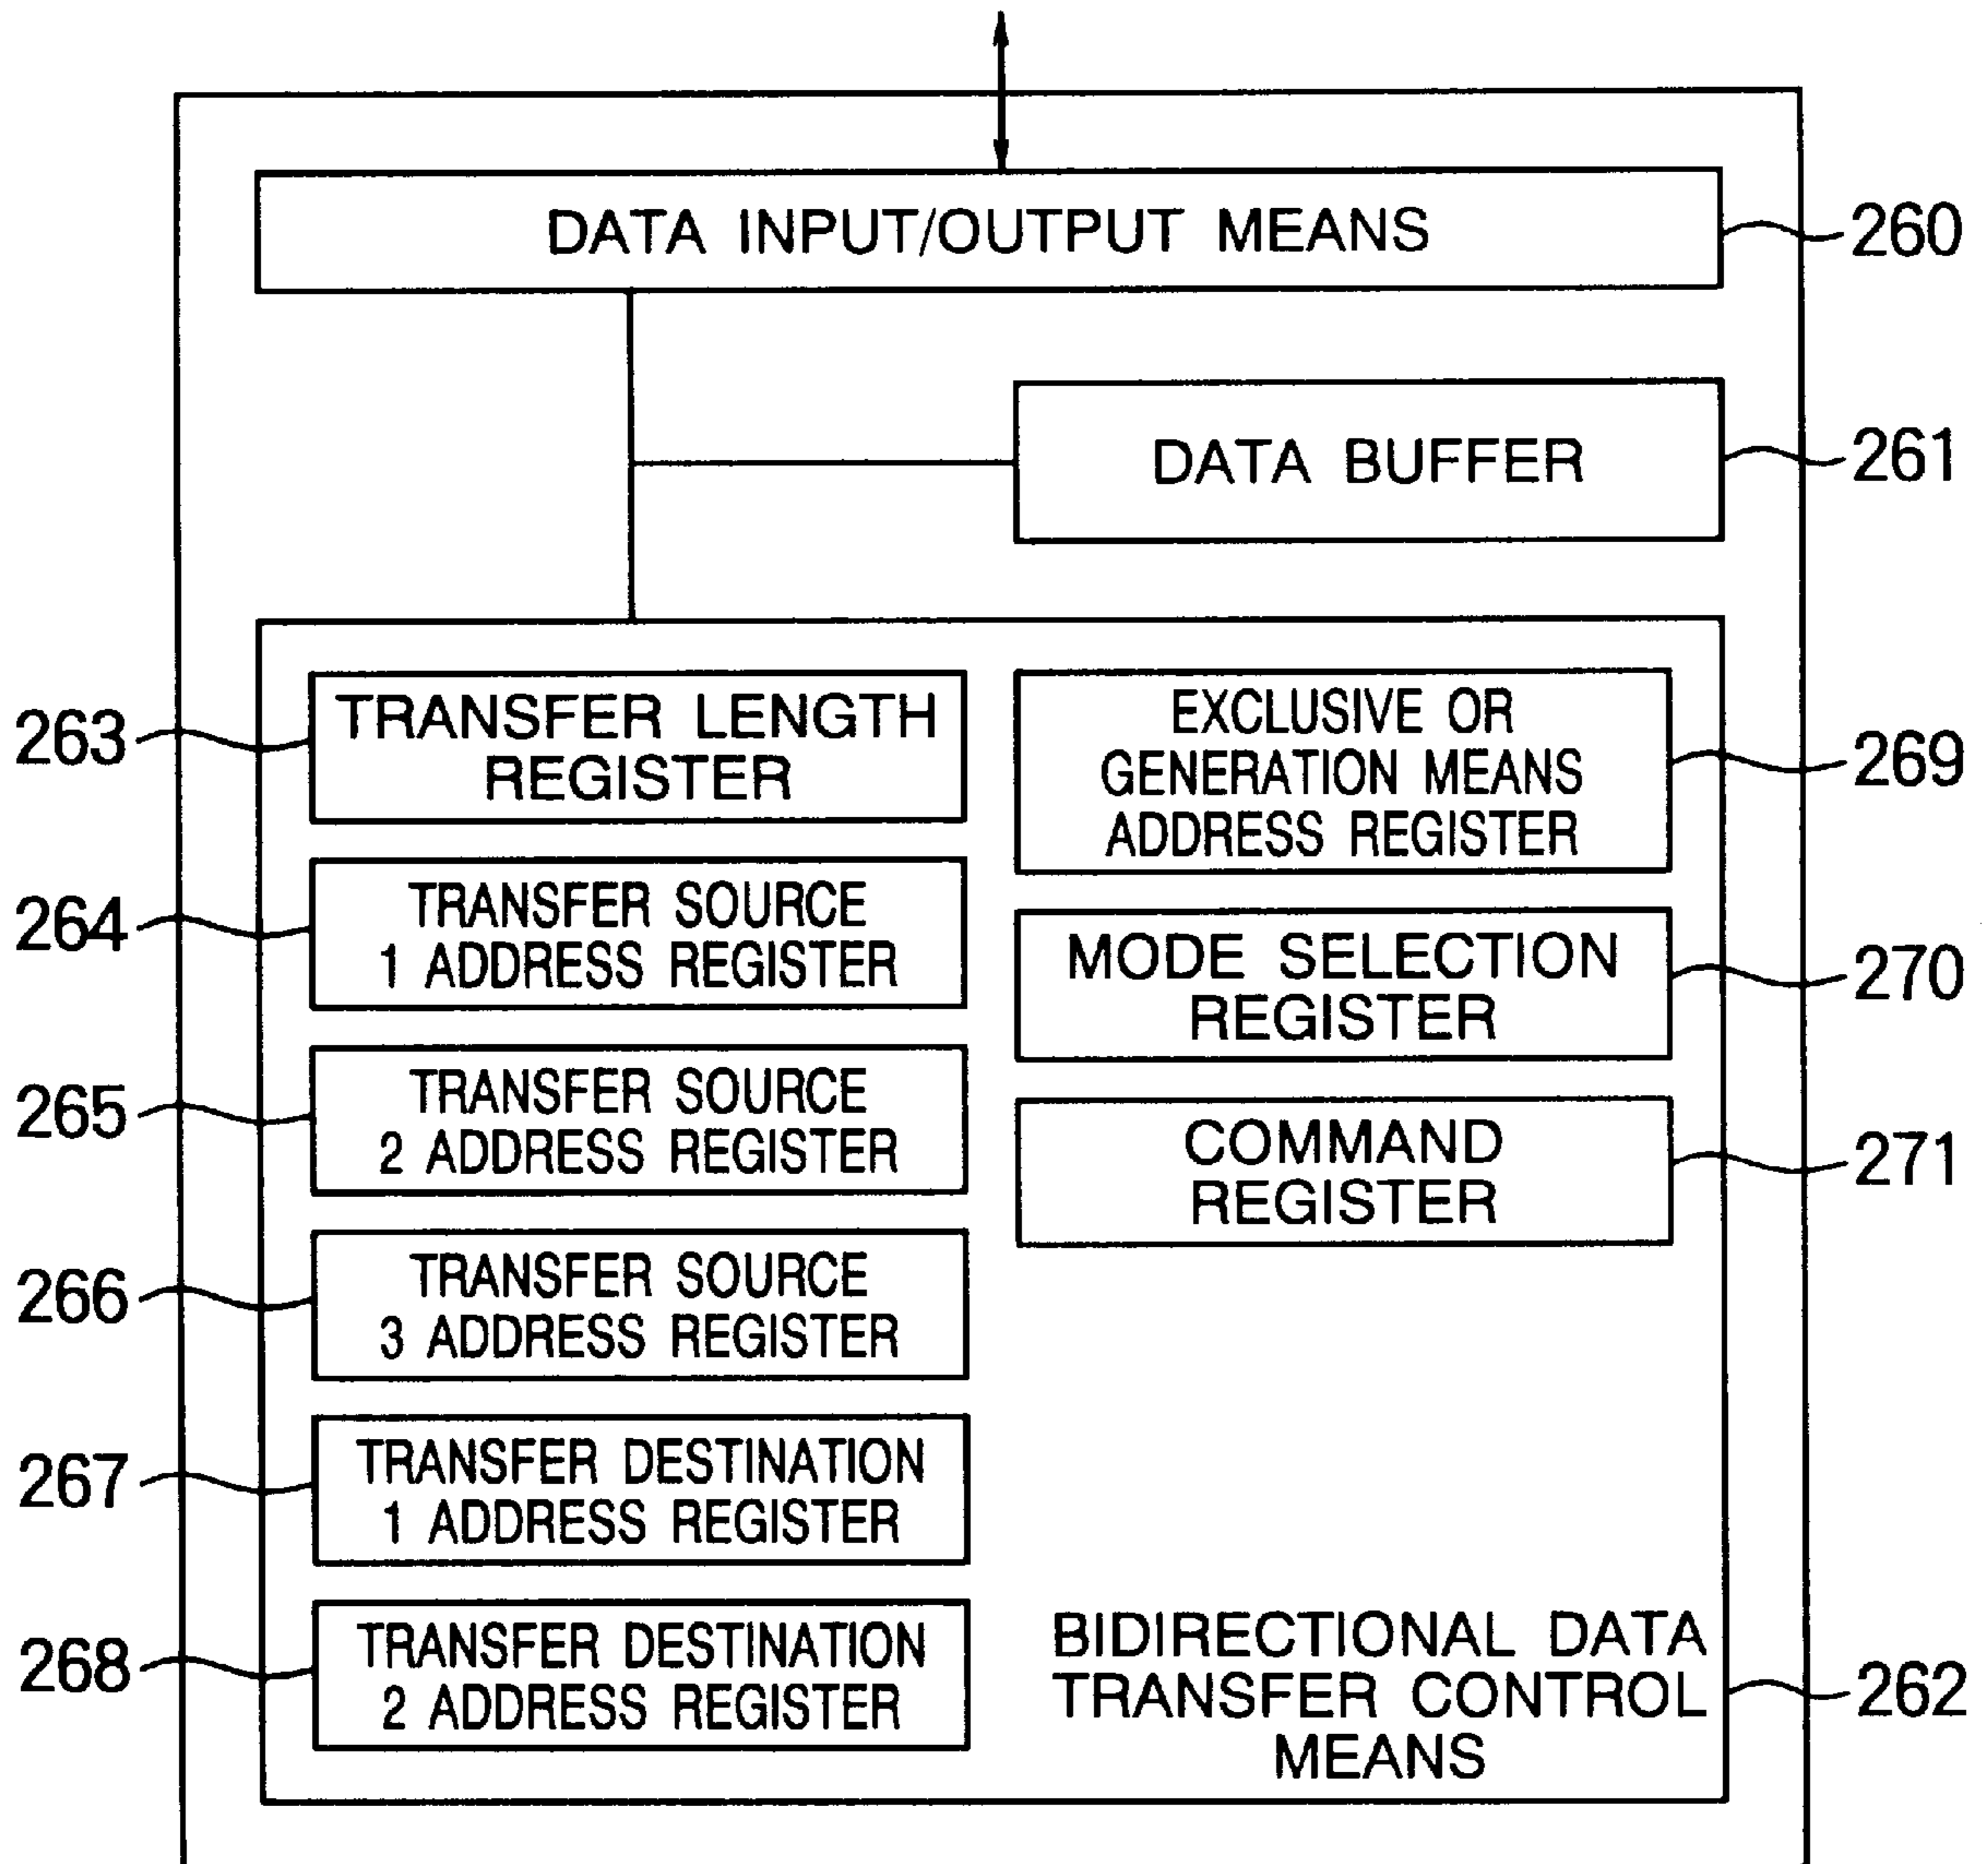 DATA INPUT/OUTPUT MEANS
260
DATA BUFFER
261
263
TRANSFER LENGTH
REGISTER
264
TRANSFER SOURCE
1 ADDRESS REGISTER
265
TRANSFER SOURCE
2 ADDRESS REGISTER
266
TRANSFER SOURCE
3 ADDRESS REGISTER
267
TRANSFER DESTINATION
1 ADDRESS REGISTER
268
TRANSFER DESTINATION
2 ADDRESS REGISTER
EXCLUSIVE OR
GENERATION MEANS
ADDRESS REGISTER
269
MODE SELECTION
REGISTER
270
COMMAND
REGISTER
271
BIDIRECTIONAL DATA
TRANSFER CONTROL
MEANS
262